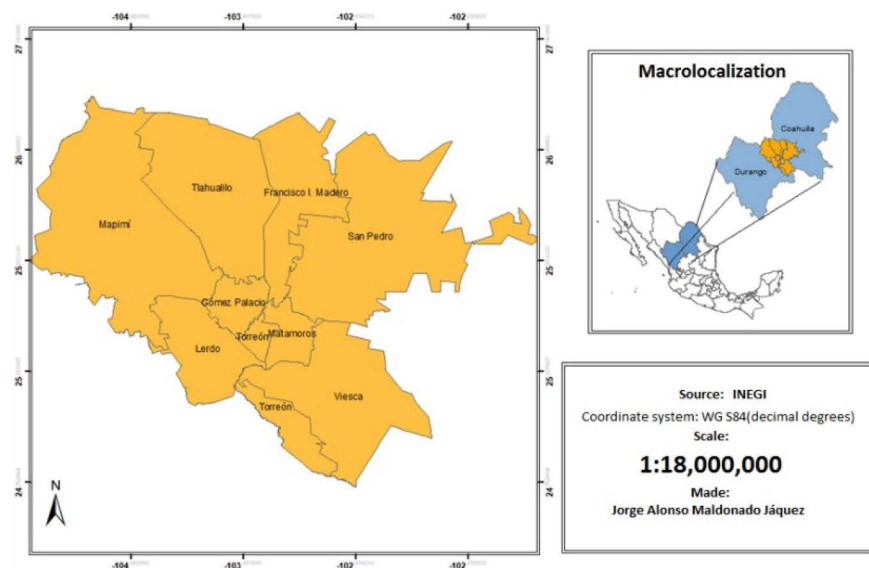 -104 -103 -102 -102
27
26
25
25
24
Tlahualilo
Francisco I. Madero
Mapimí
San Pedro
Gómez Palacio
Torreón
Matamoros
Lerdo
Viesca
Torreón
N
-104 -103 -102 -102
27
26
25
25
24
Macrolocalization
Coahuila
Durango
Source: INEGI
Coordinate system: WG S84(decimal degrees)
Scale:
1:18,000,000
Made:
Jorge Alonso Maldonado Jáquez